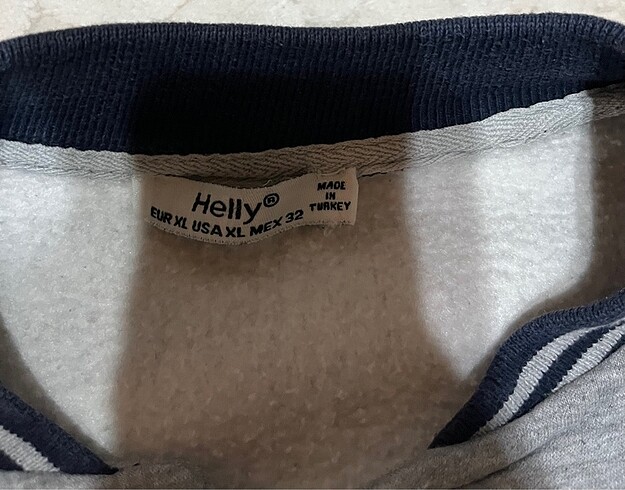 Helly®
EUR XL USA XL MEX 32
MADE
IN
TURKEY